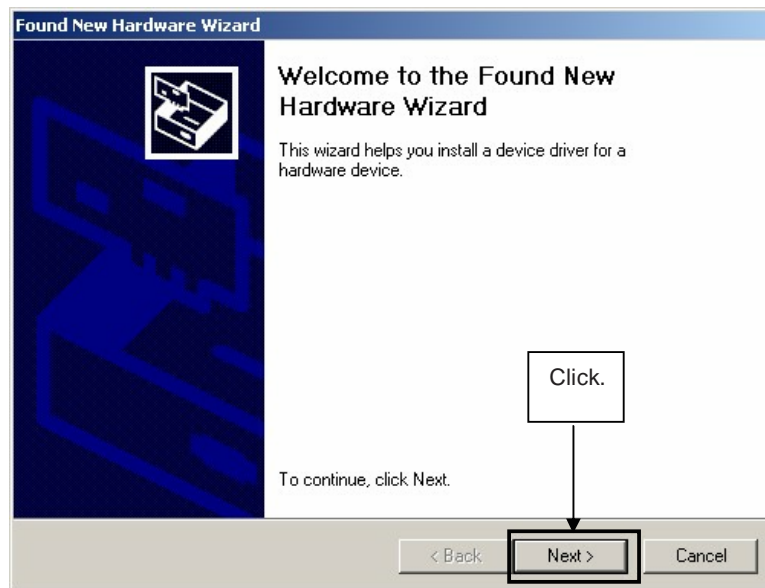 Found New Hardware Wizard
Welcome to the Found New
Hardware Wizard
This wizard helps you install a device driver for a
hardware device.
Click.
To continue, click Next.
< Back
Next >
Cancel